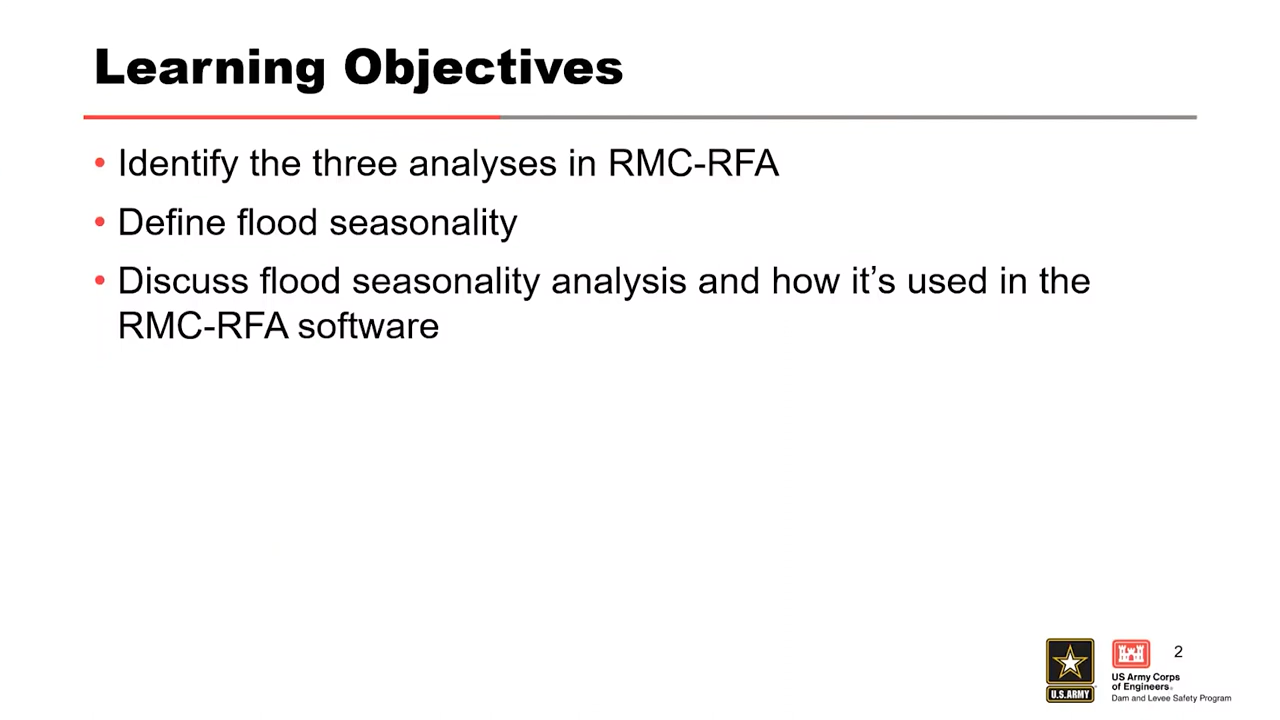 Learning Objectives
• Identify the three analyses in RMC-RFA
• Define flood seasonality
• Discuss flood seasonality analysis and how it’s used in the
RMC-RFA software
U.S.ARMY
US Army Corps
of Engineers®
Dam and Levee Safety Program
2